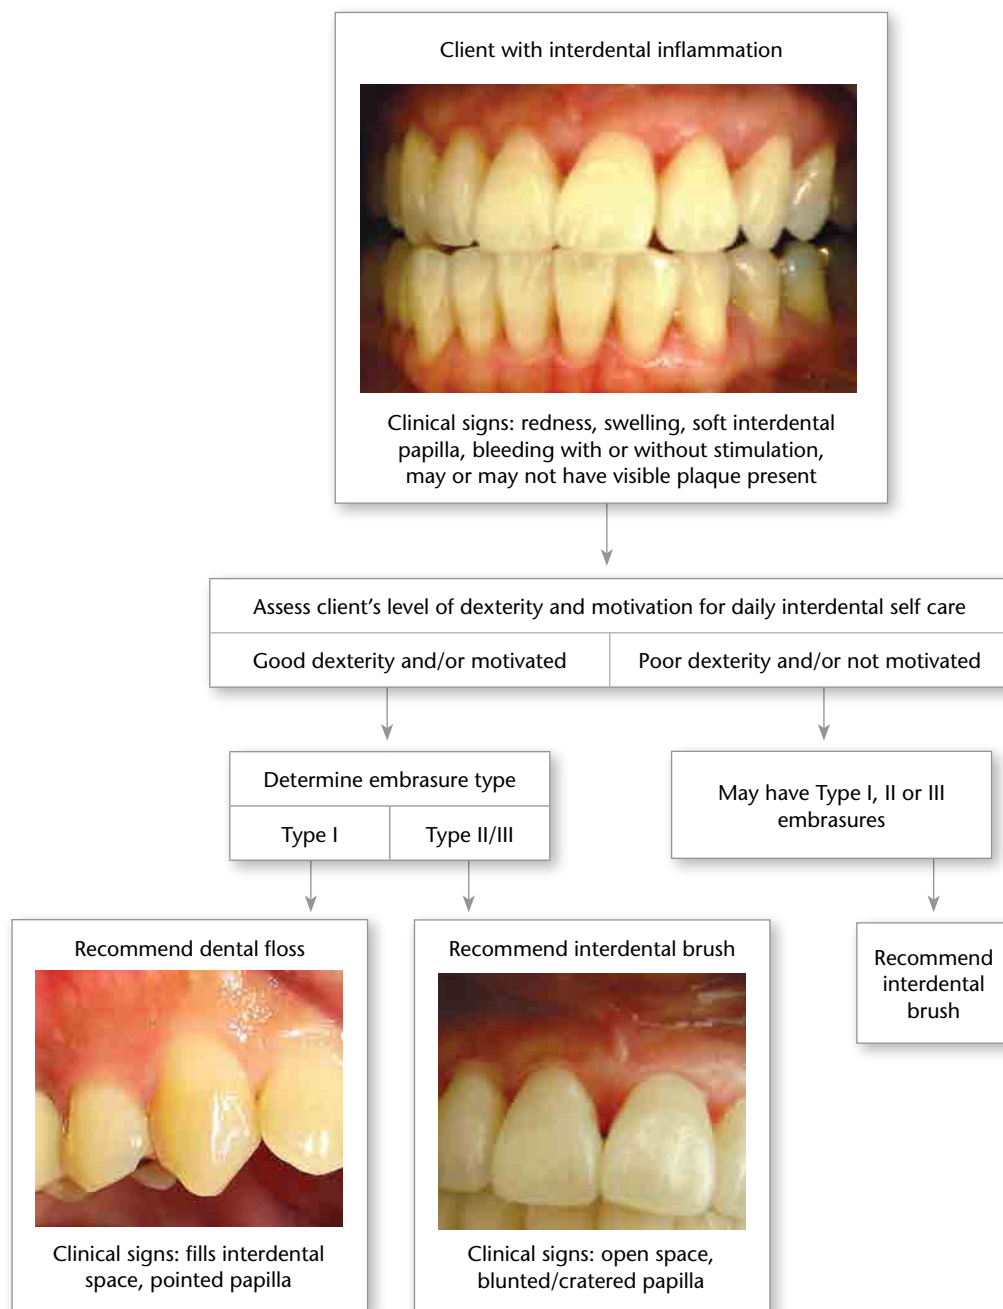 Client with interdental inflammation
Clinical signs: redness, swelling, soft interdental
papilla, bleeding with or without stimulation,
may or may not have visible plaque present
Assess client’s level of dexterity and motivation for daily interdental self care
Good dexterity and/or motivated
Poor dexterity and/or not motivated
Determine embrasure type
Type I
Type II/III
May have Type I, II or III
embrasures
Recommend dental floss
Clinical signs: fills interdental
space, pointed papilla
Recommend interdental brush
Clinical signs: open space,
blunted/cratered papilla
Recommend
interdental
brush